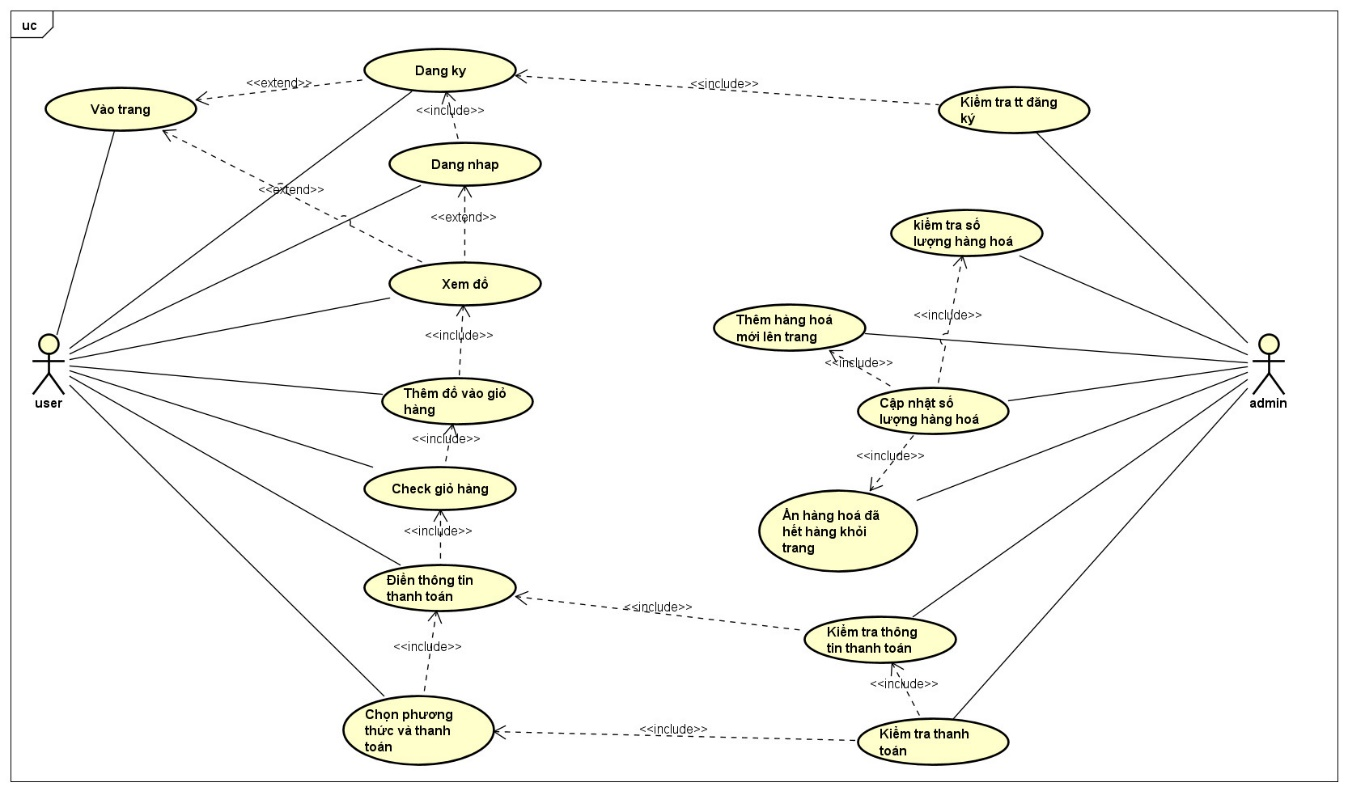 uc
Dang ky
<<extend>>
<<include>>
Vào trang
Kiểm tra tt đăng
ký
<<include>>
Dang nhap
<<extend>>
<<extend>>
kiểm tra số
lượng hàng hoá
Xem đồ
<<include>>
Thêm hàng hoá
mới lên trang
<<include>>
<<include>>
user
admin
Thêm đồ vào giỏ
hàng
Cập nhật số
lượng hàng hoá
<<include>>
<<include>>
Check giỏ hàng
Ẩn hàng hoá đã
hết hàng khỏi
trang
<<include>>
Điền thông tin
thanh toán
<<include>>
Kiểm tra thông
tin thanh toán
<<include>>
<<include>>
Chọn phương
thức và thanh
toán
<<include>>
Kiểm tra thanh
toán